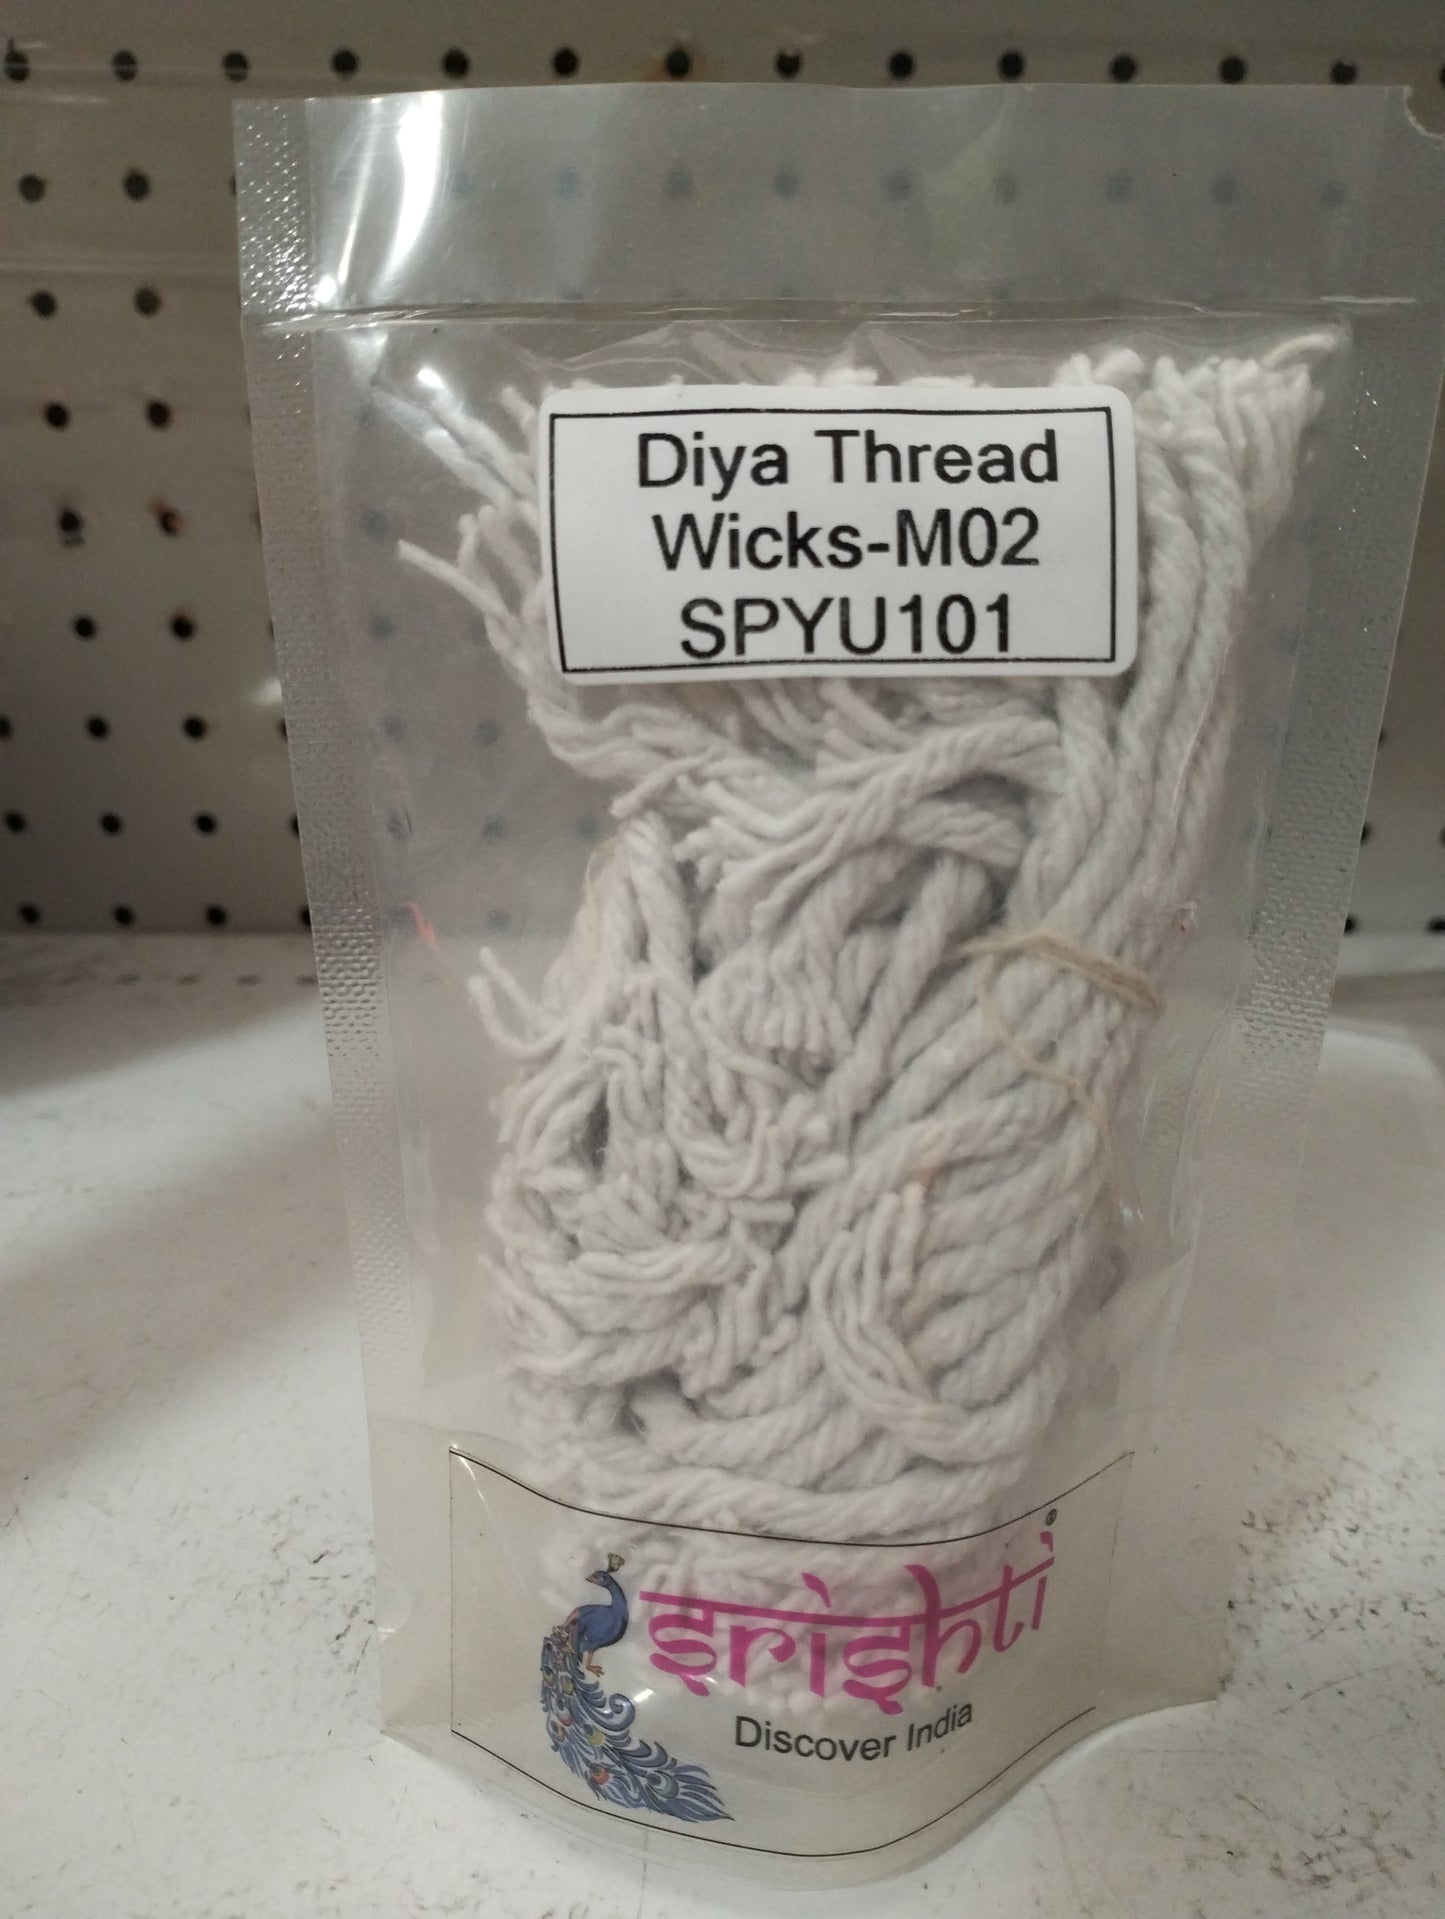 Diya Thread
Wicks-M02
SPYU101
srishti®
Discover India